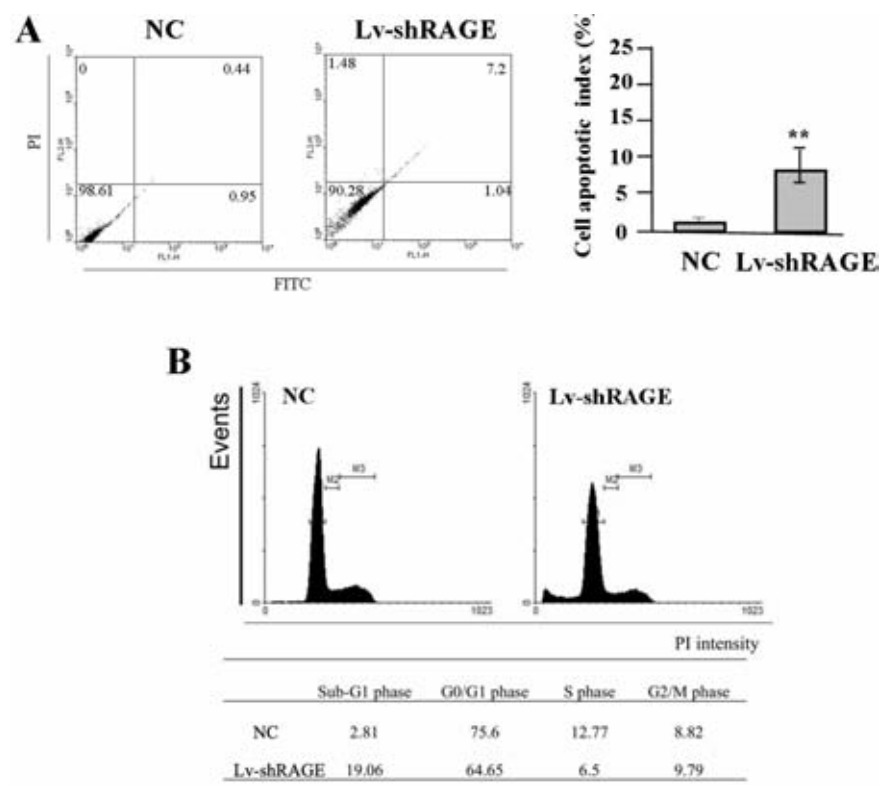 A
NC
Lv-shRAGE
0
0.44
98.61
0.95
1.48
7.2
90.28
1.04
PI
FL1-H
FL1-H
FITC
Cell apoptotic index (%)
25
20
15
10
5
0
**
NC
Lv-shRAGE
B
Events
NC
1024
M2
M3
0
0
1023
Lv-shRAGE
1024
M2
M3
0
0
1023
PI intensity
Sub-G1 phase G0/G1 phase S phase G2/M phase
NC 2.81 75.6 12.77 8.82
Lv-shRAGE 19.06 64.65 6.5 9.79